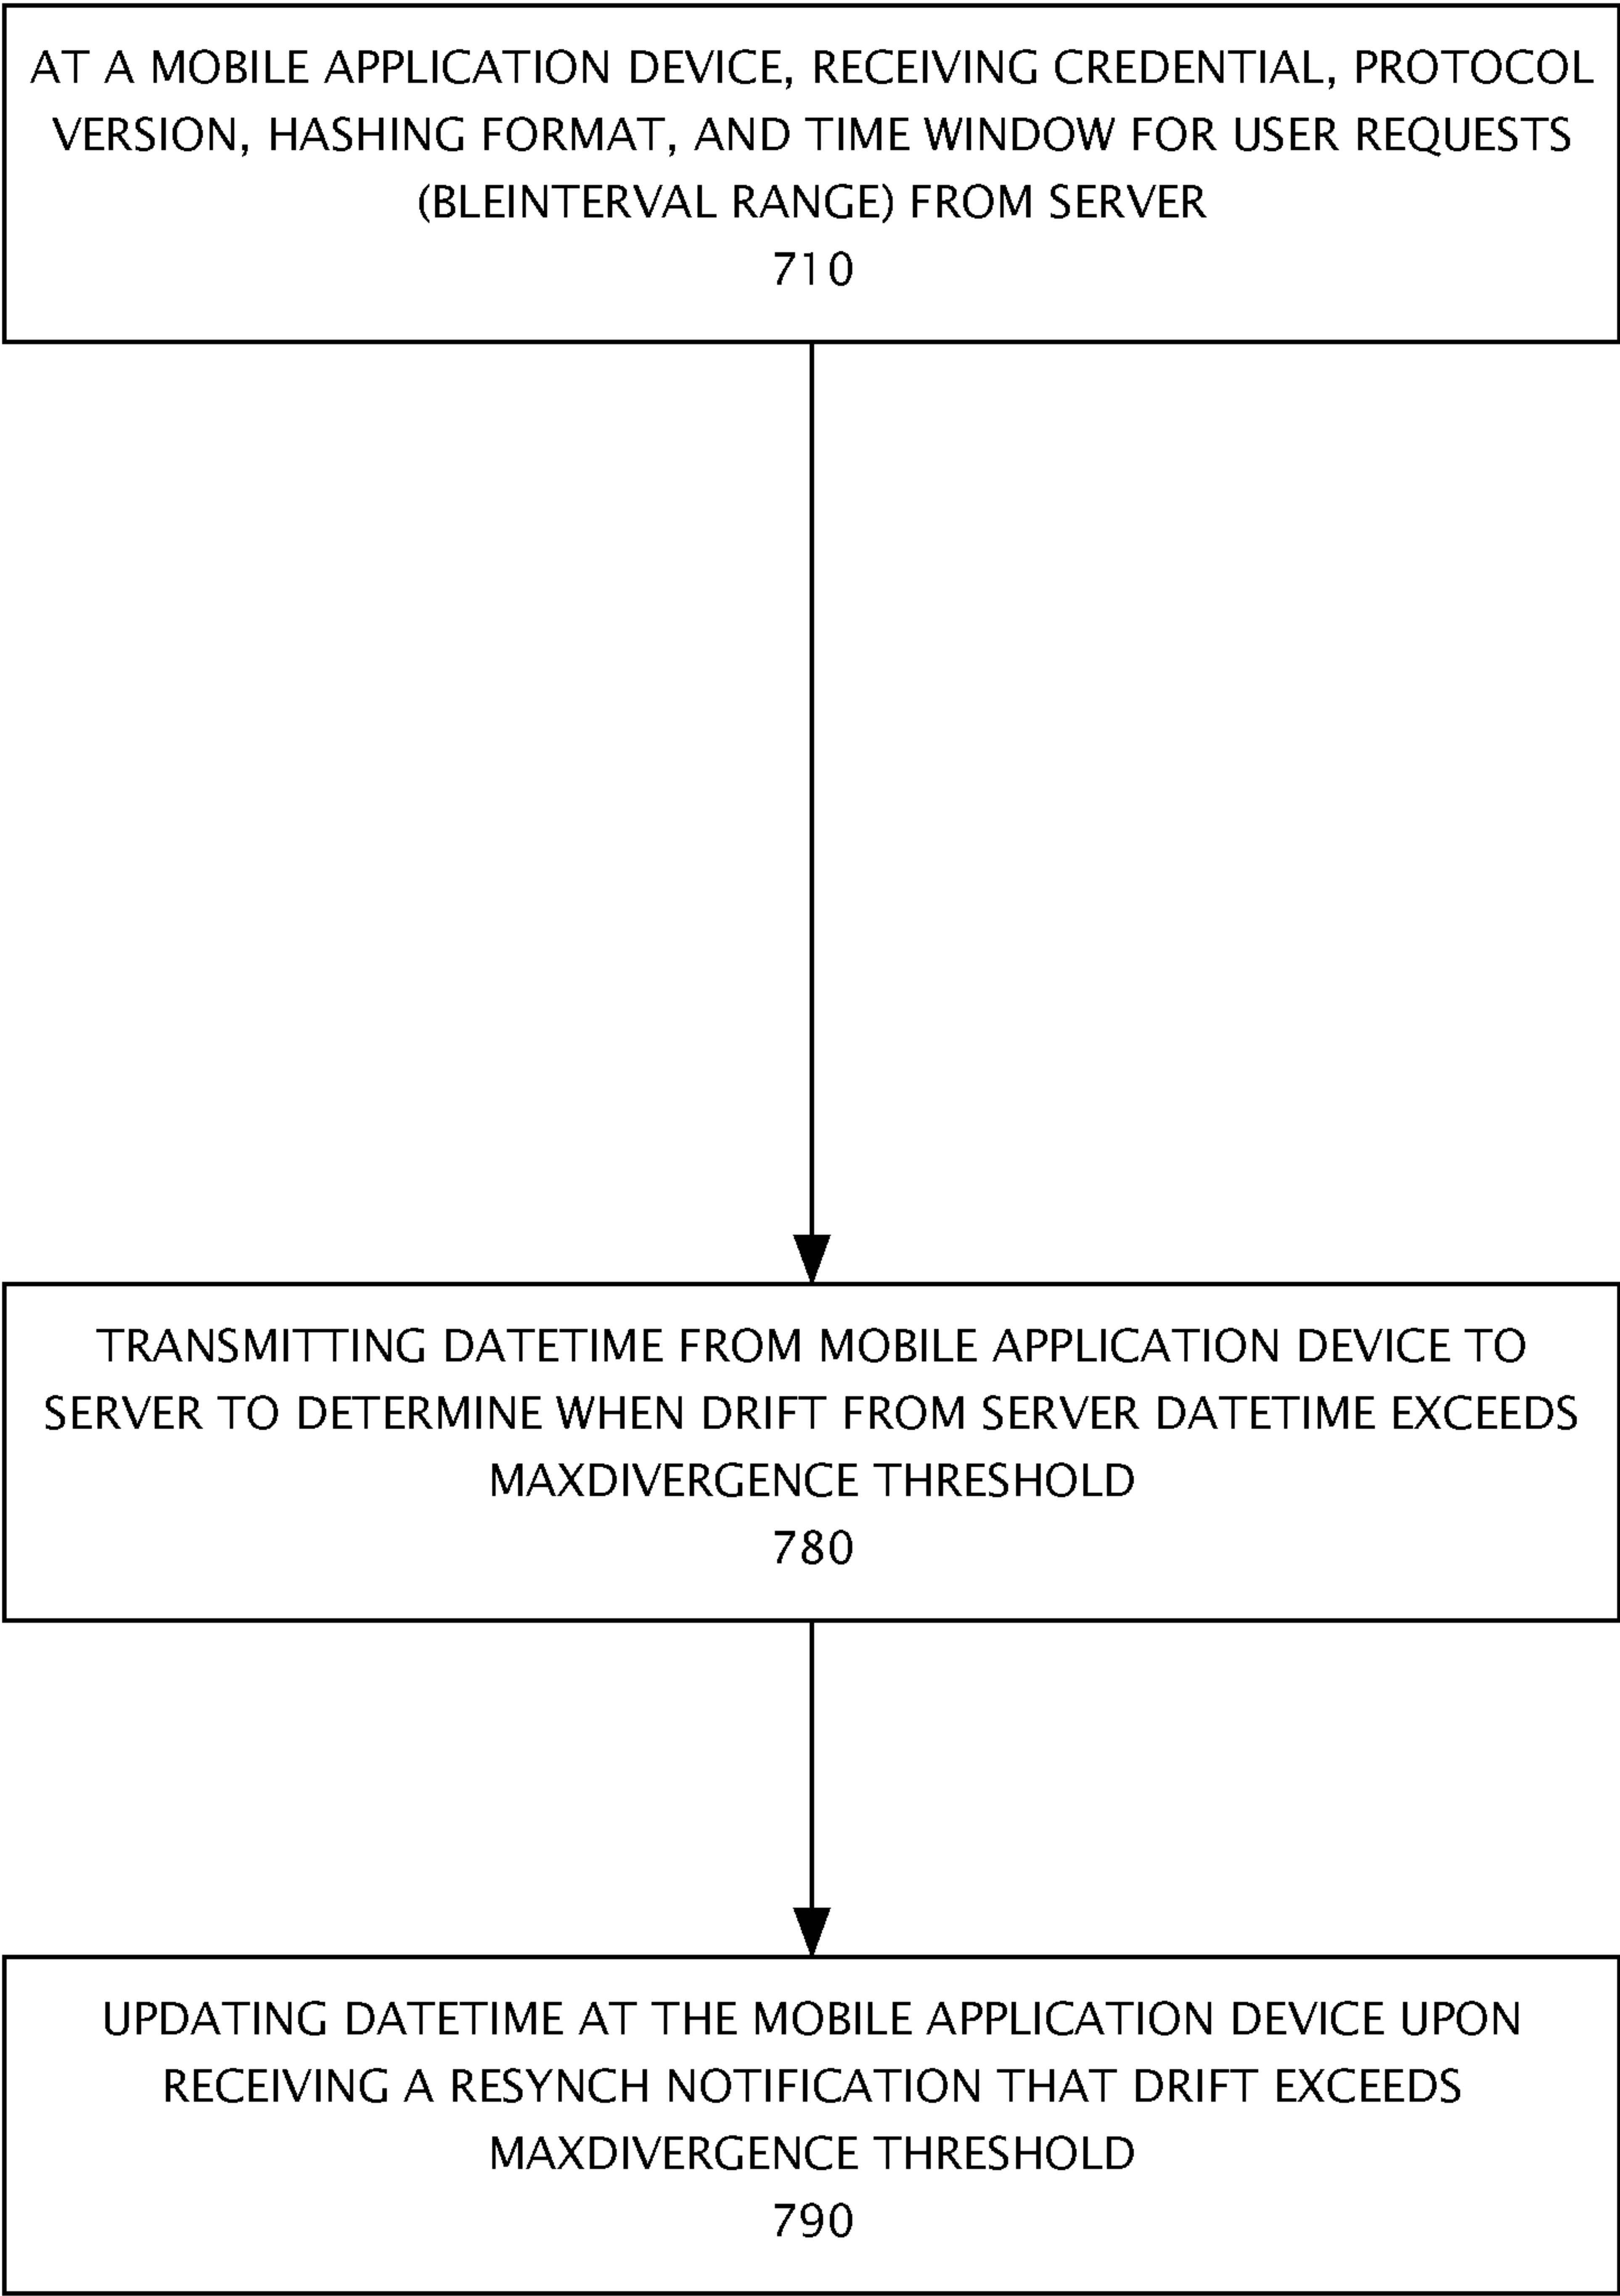 AT A MOBILE APPLICATION DEVICE, RECEIVING CREDENTIAL, PROTOCOL
VERSION, HASHING FORMAT, AND TIME WINDOW FOR USER REQUESTS
(BLEINTERVAL RANGE) FROM SERVER
710
TRANSMITTING DATETIME FROM MOBILE APPLICATION DEVICE TO
SERVER TO DETERMINE WHEN DRIFT FROM SERVER DATETIME EXCEEDS
MAXDIVERGENCE THRESHOLD
780
UPDATING DATETIME AT THE MOBILE APPLICATION DEVICE UPON
RECEIVING A RESYNCH NOTIFICATION THAT DRIFT EXCEEDS
MAXDIVERGENCE THRESHOLD
790